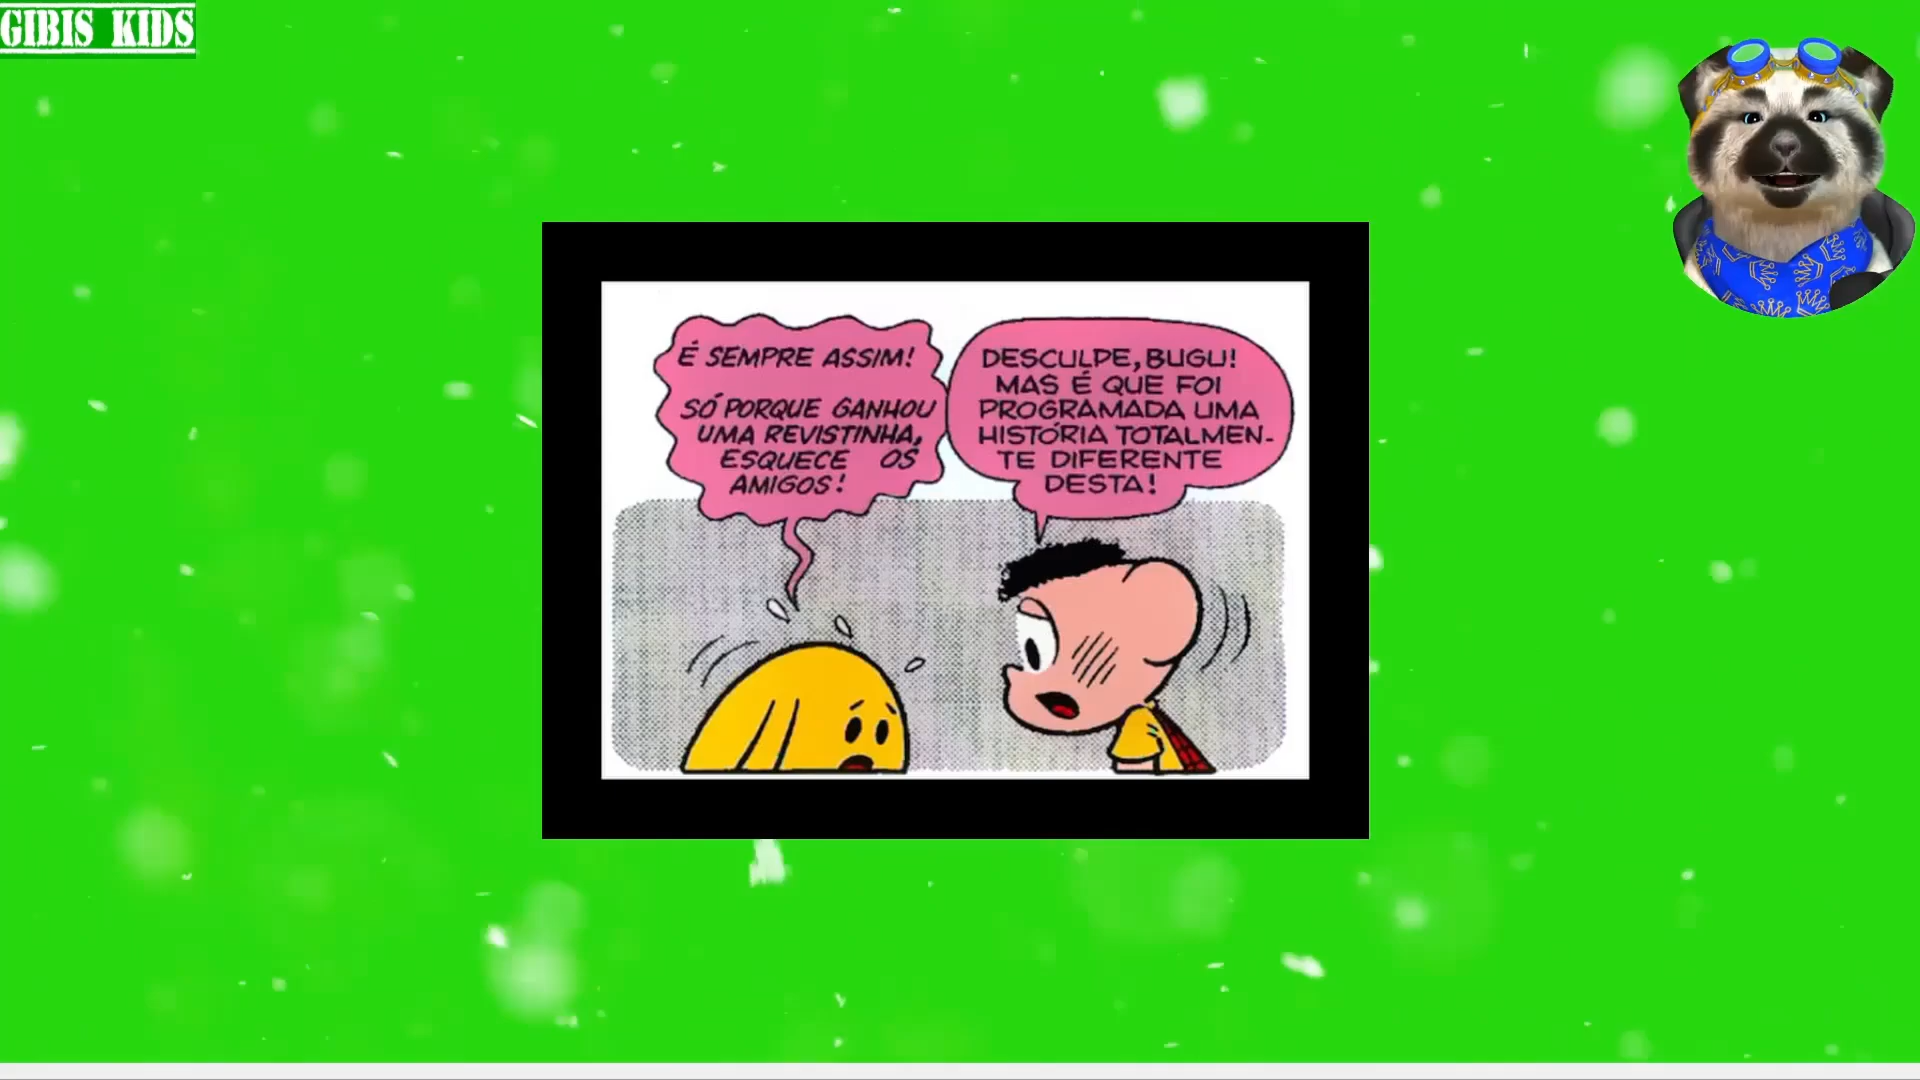 GIBIS KIDS
É SEMPRE ASSIM!
SÓ PORQUE GANHOU
UMA REVISTINHA,
ESQUECE OS
AMIGOS!
DESCULPE, BUGU!
MAS É QUE FOI
PROGRAMADA UMA
HISTÓRIA TOTALMEN-
TE DIFERENTE
DESTA!